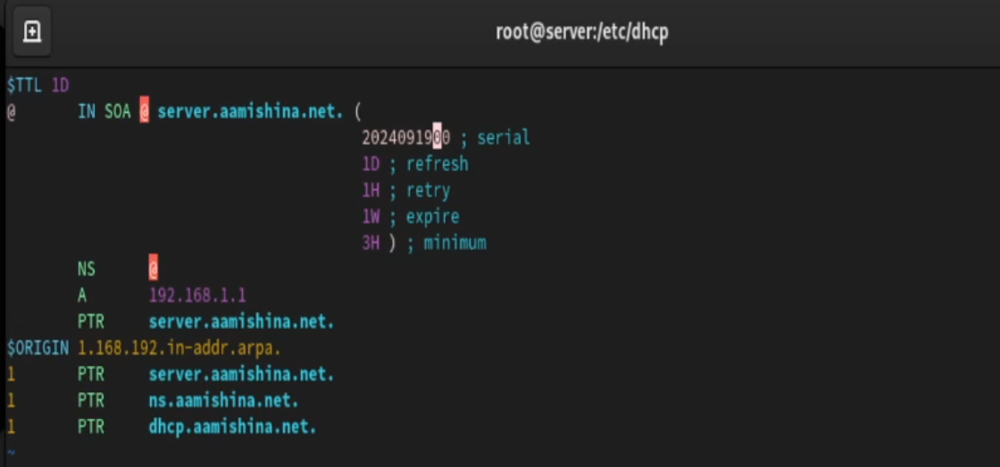 root@server:/etc/dhcp
$TTL 1D
@ IN SOA @ server.aamishina.net. (
2024091900 ; serial
1D ; refresh
1H ; retry
1W ; expire
3H ) ; minimum
NS @
A 192.168.1.1
PTR server.aamishina.net.
$ORIGIN 1.168.192.in-addr.arpa.
1 PTR server.aamishina.net.
1 PTR ns.aamishina.net.
1 PTR dhcp.aamishina.net.
~